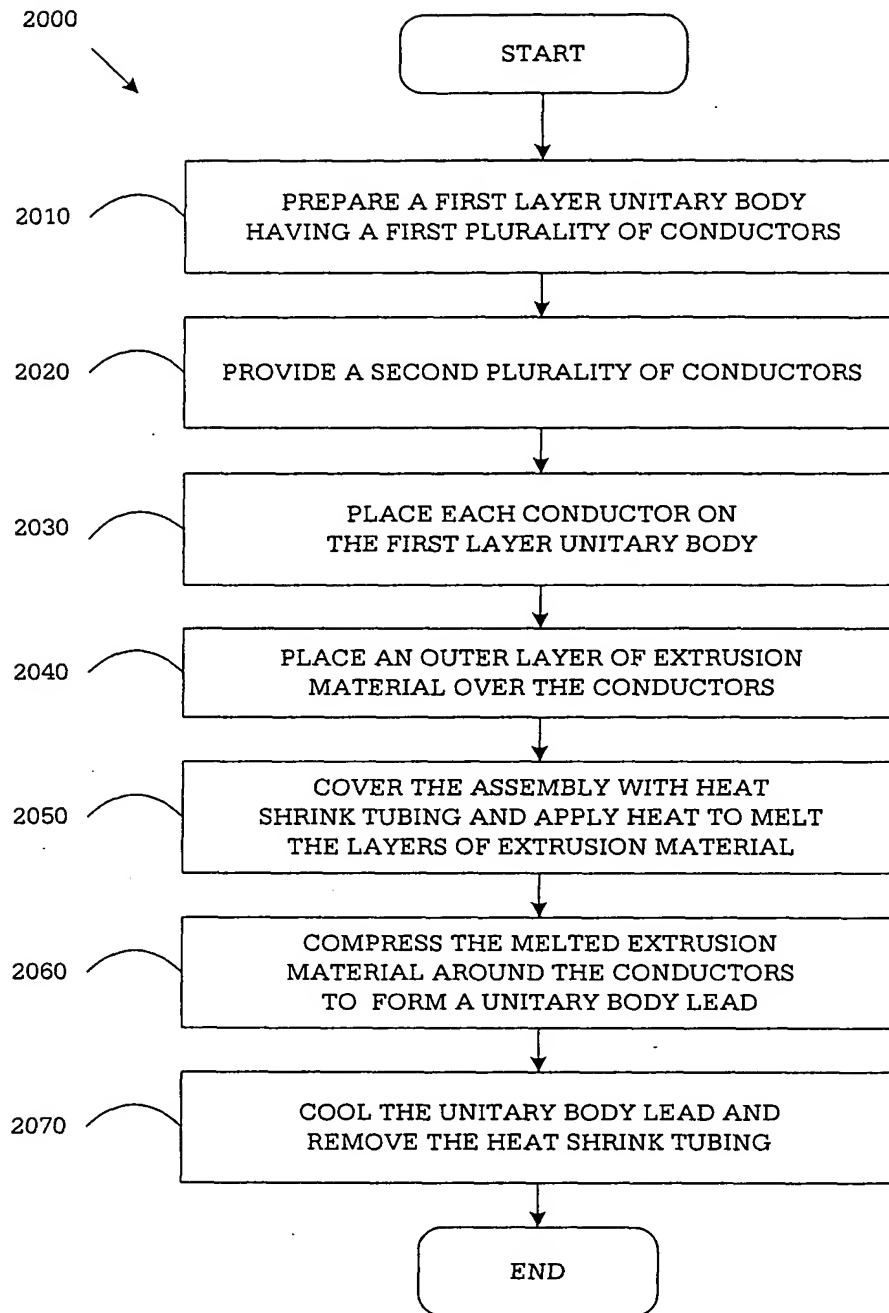 2000
START
2010
PREPARE A FIRST LAYER UNITARY BODY
HAVING A FIRST PLURALITY OF CONDUCTORS
2020
PROVIDE A SECOND PLURALITY OF CONDUCTORS
2030
PLACE EACH CONDUCTOR ON
THE FIRST LAYER UNITARY BODY
2040
PLACE AN OUTER LAYER OF EXTRUSION
MATERIAL OVER THE CONDUCTORS
2050
COVER THE ASSEMBLY WITH HEAT
SHRINK TUBING AND APPLY HEAT TO MELT
THE LAYERS OF EXTRUSION MATERIAL
2060
COMPRESS THE MELTED EXTRUSION
MATERIAL AROUND THE CONDUCTORS
TO FORM A UNITARY BODY LEAD
2070
COOL THE UNITARY BODY LEAD AND
REMOVE THE HEAT SHRINK TUBING
END